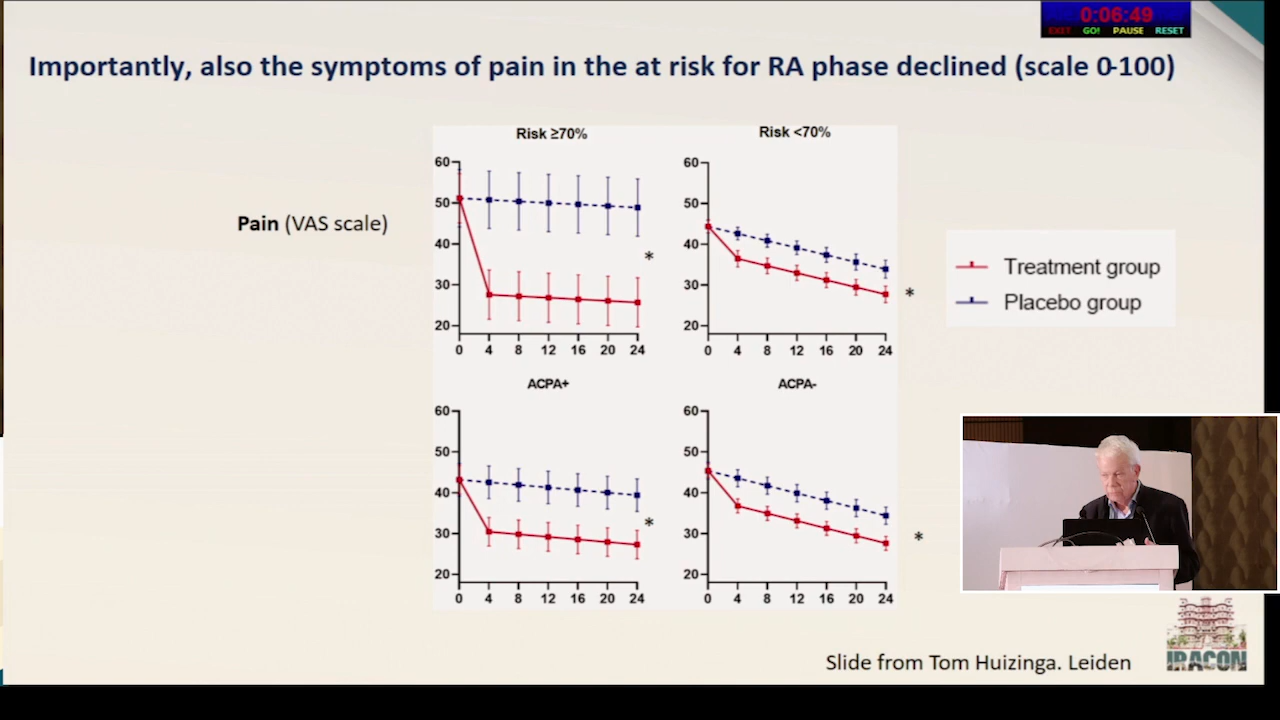 0:06:49
EXIT GO! PAUSE RESET
Importantly, also the symptoms of pain in the at risk for RA phase declined (scale 0-100)
Pain (VAS scale)
Risk ≥70%
60
50
40
30
20
0 4 8 12 16 20 24
*
Risk <70%
60
50
40
30
20
0 4 8 12 16 20 24
*
Treatment group
Placebo group
ACPA+
60
50
40
30
20
0 4 8 12 16 20 24
*
ACPA-
60
50
40
30
20
0 4 8 12 16 20 24
*
Slide from Tom Huizinga. Leiden
IRACON